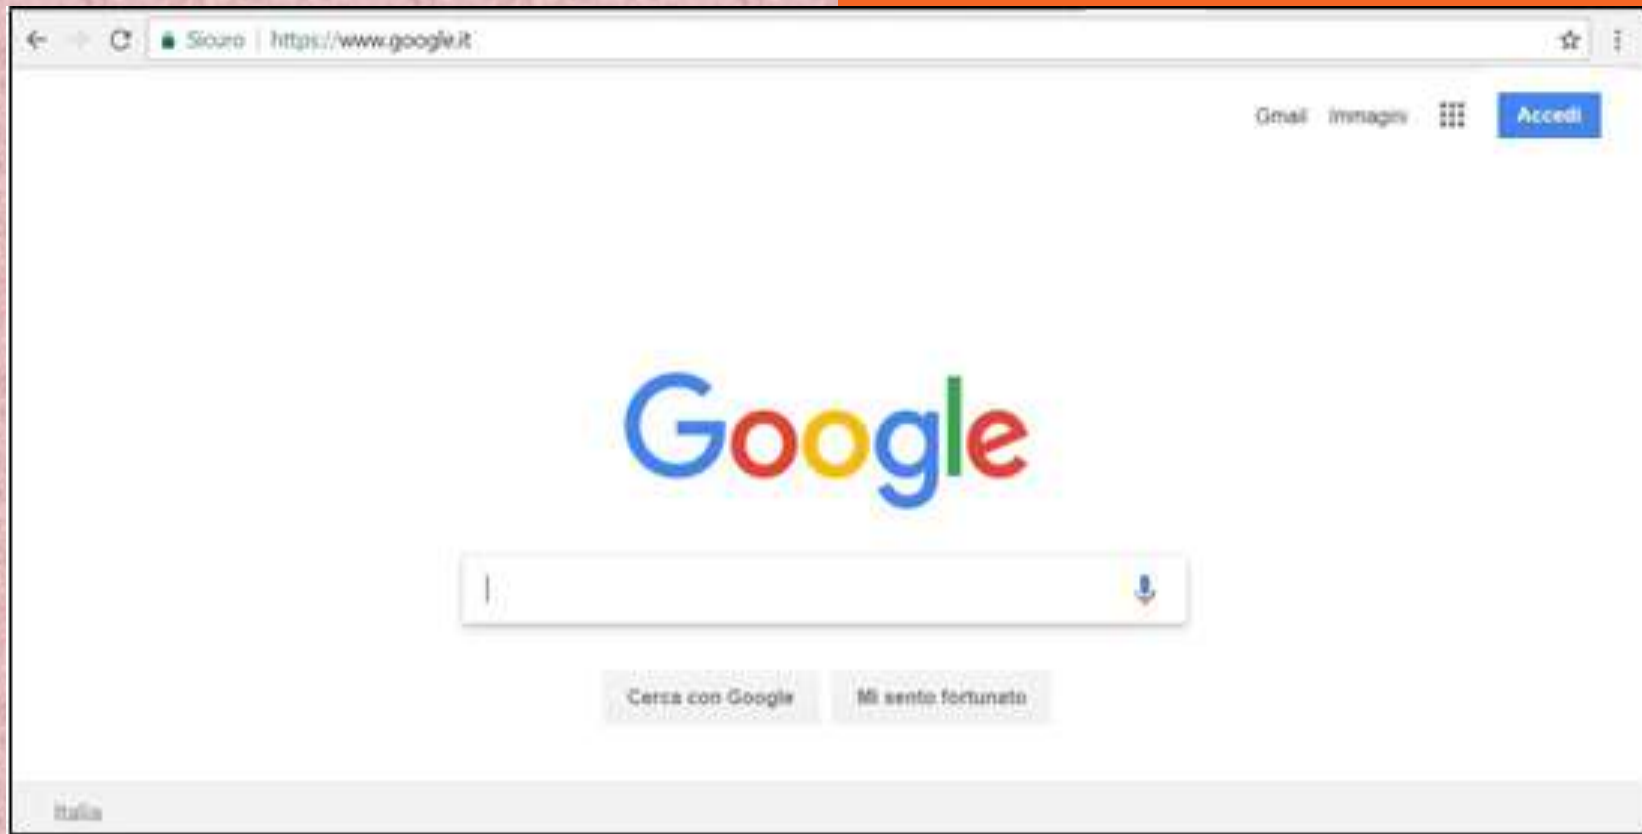 Sicuro | https://www.google.it
Gmail Immagini Accedi
Google
Cerca con Google Mi sento fortunato
Italia